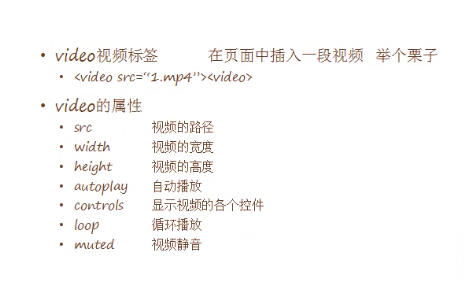 • video视频标签 在页面中插入一段视频 举个栗子
• <video src=“1.mp4”><video>
• video的属性
• src 视频的路径
• width 视频的宽度
• height 视频的高度
• autoplay 自动播放
• controls 显示视频的各个控件
• loop 循环播放
• muted 视频静音